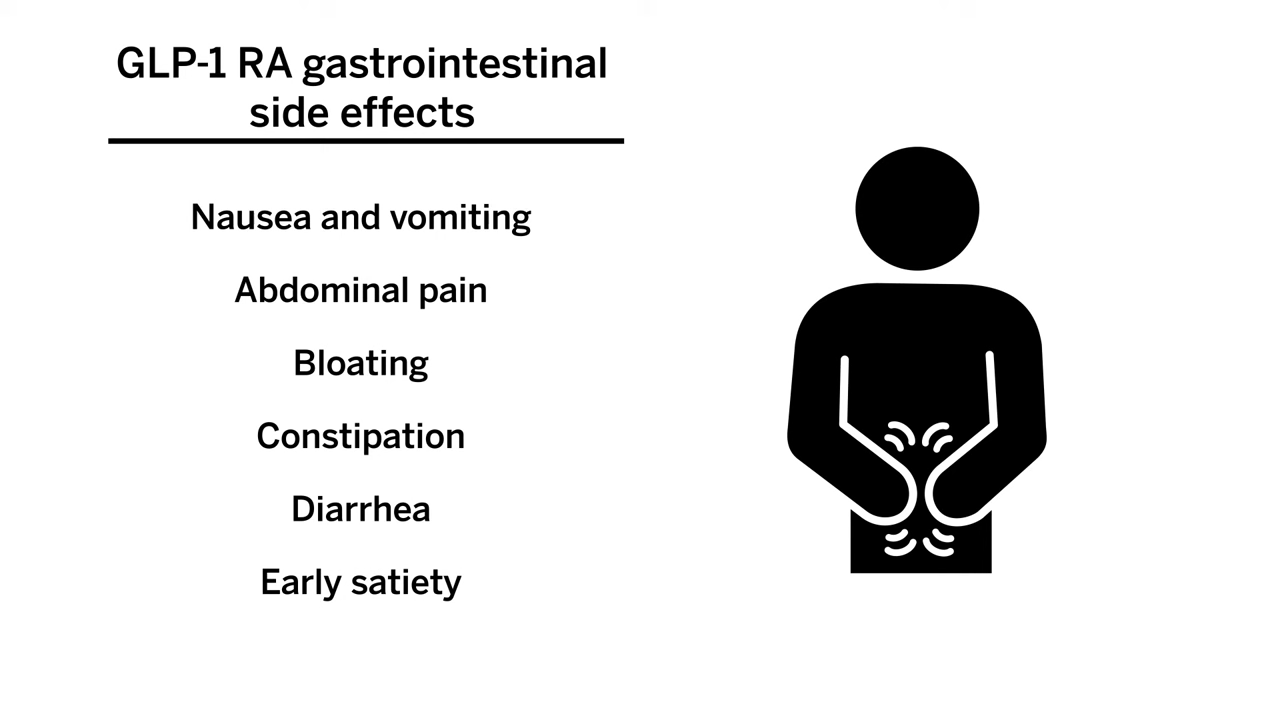 GLP-1 RA gastrointestinal
side effects
Nausea and vomiting
Abdominal pain
Bloating
Constipation
Diarrhea
Early satiety